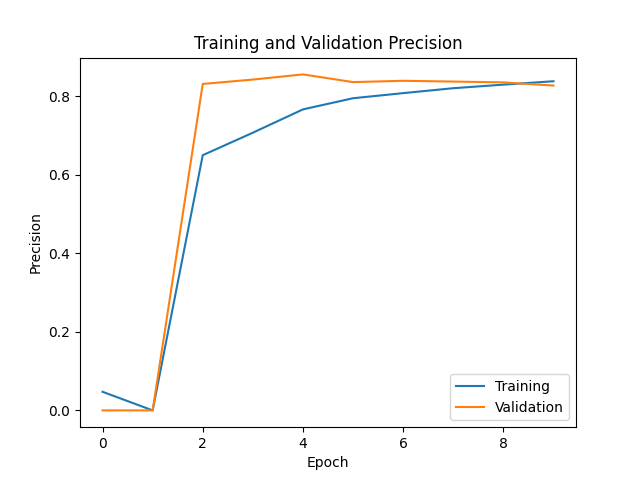 Training and Validation Precision
Precision
0.8
0.6
0.4
0.2
0.0
Training
Validation
0 2 4 6 8
Epoch